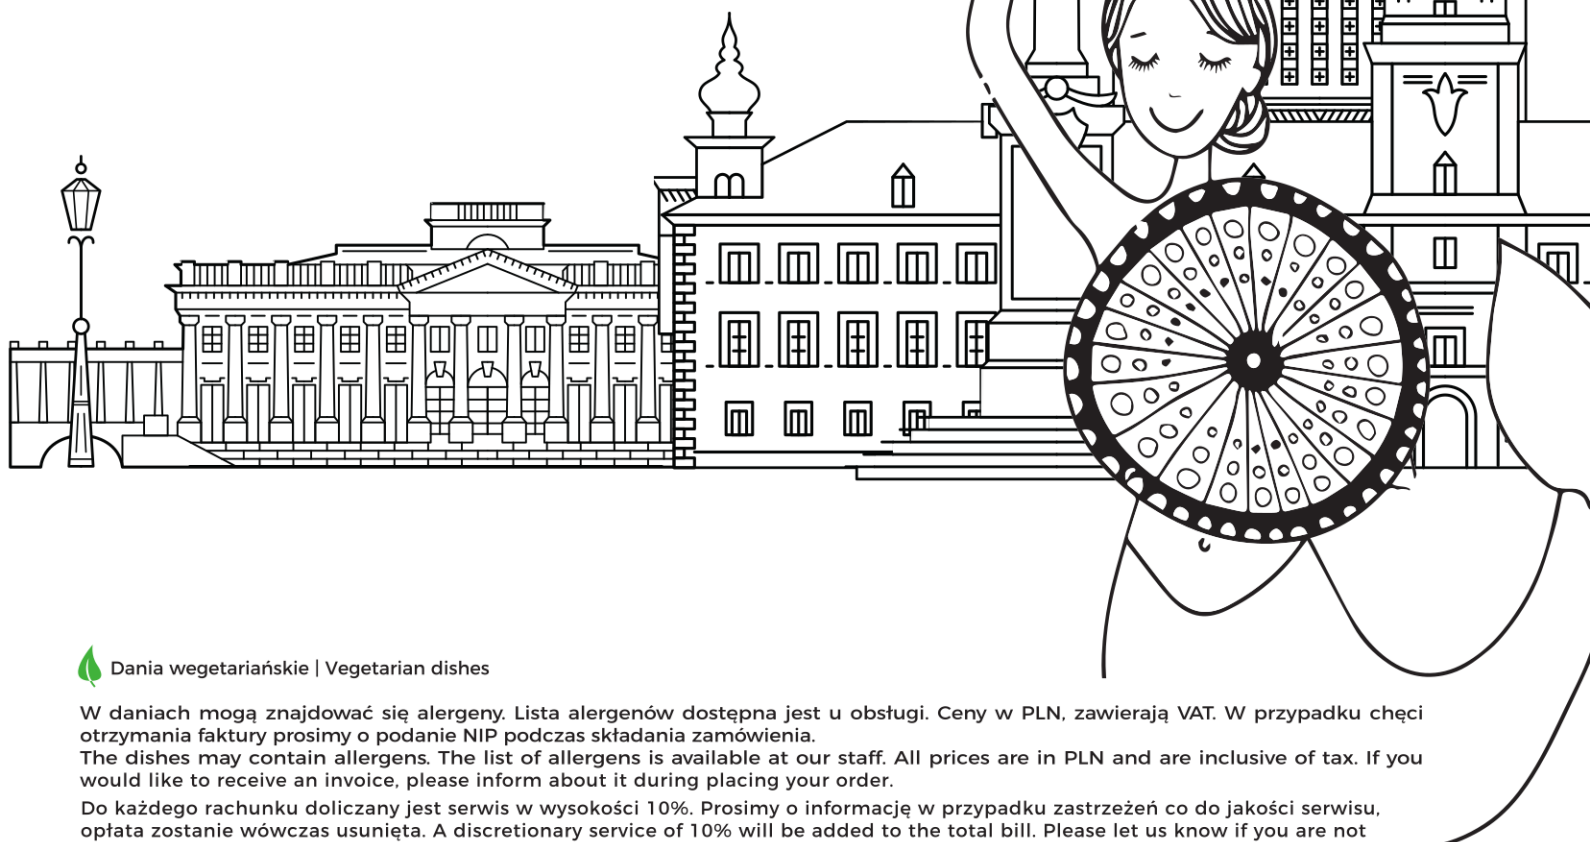 Dania wegetariańskie | Vegetarian dishes
W daniach mogą znajdować się alergeny. Lista alergenów dostępna jest u obsługi. Ceny w PLN, zawierają VAT. W przypadku chęci
otrzymania faktury prosimy o podanie NIP podczas składania zamówienia.
The dishes may contain allergens. The list of allergens is available at our staff. All prices are in PLN and are inclusive of tax. If you
would like to receive an invoice, please inform about it during placing your order.
Do każdego rachunku doliczany jest serwis w wysokości 10%. Prosimy o informację w przypadku zastrzeżeń co do jakości serwisu,
opłata zostanie wówczas usunięta. A discretionary service of 10% will be added to the total bill. Please let us know if you are not